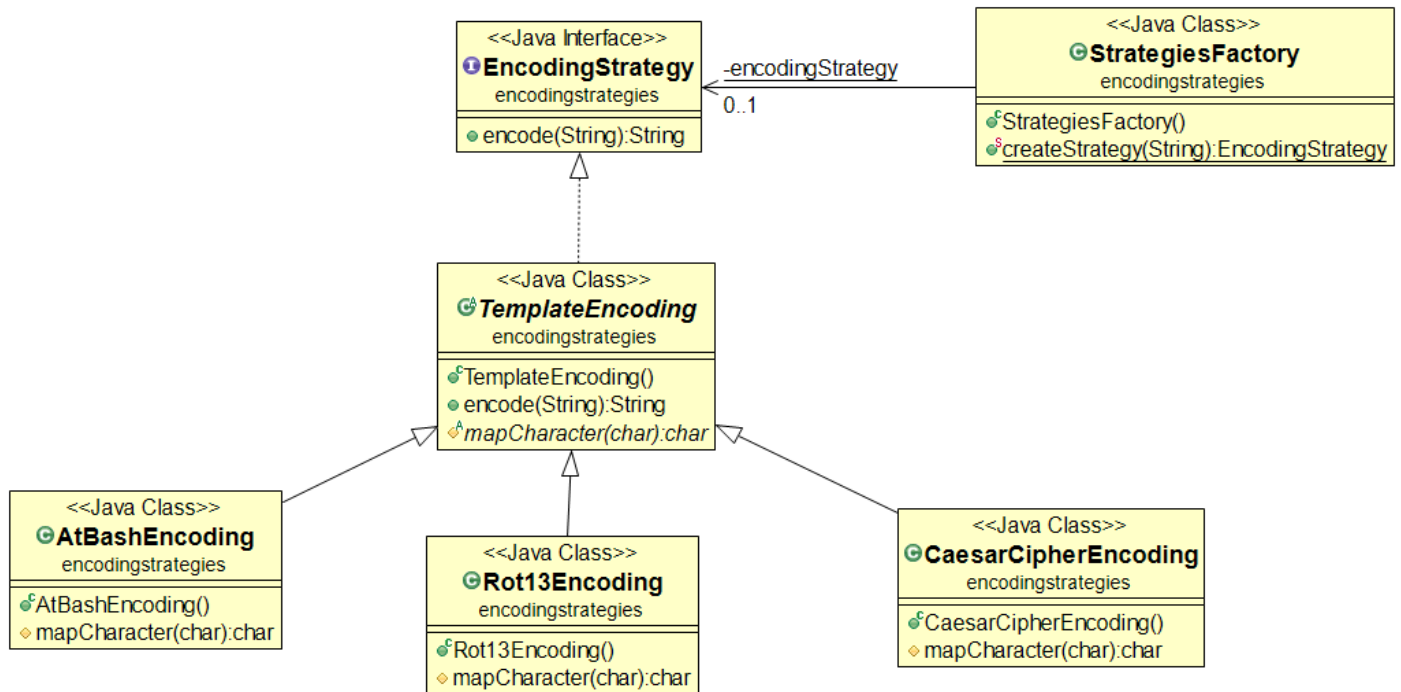 <<Java Interface>>
EncodingStrategy
encodingstrategies
encode(String):String
-encodingStrategy
0..1
<<Java Class>>
StrategiesFactory
encodingstrategies
StrategiesFactory()
createStrategy(String):EncodingStrategy
<<Java Class>>
TemplateEncoding
encodingstrategies
TemplateEncoding()
encode(String):String
mapCharacter(char):char
<<Java Class>>
AtBashEncoding
encodingstrategies
AtBashEncoding()
mapCharacter(char):char
<<Java Class>>
Rot13Encoding
encodingstrategies
Rot13Encoding()
mapCharacter(char):char
<<Java Class>>
CaesarCipherEncoding
encodingstrategies
CaesarCipherEncoding()
mapCharacter(char):char